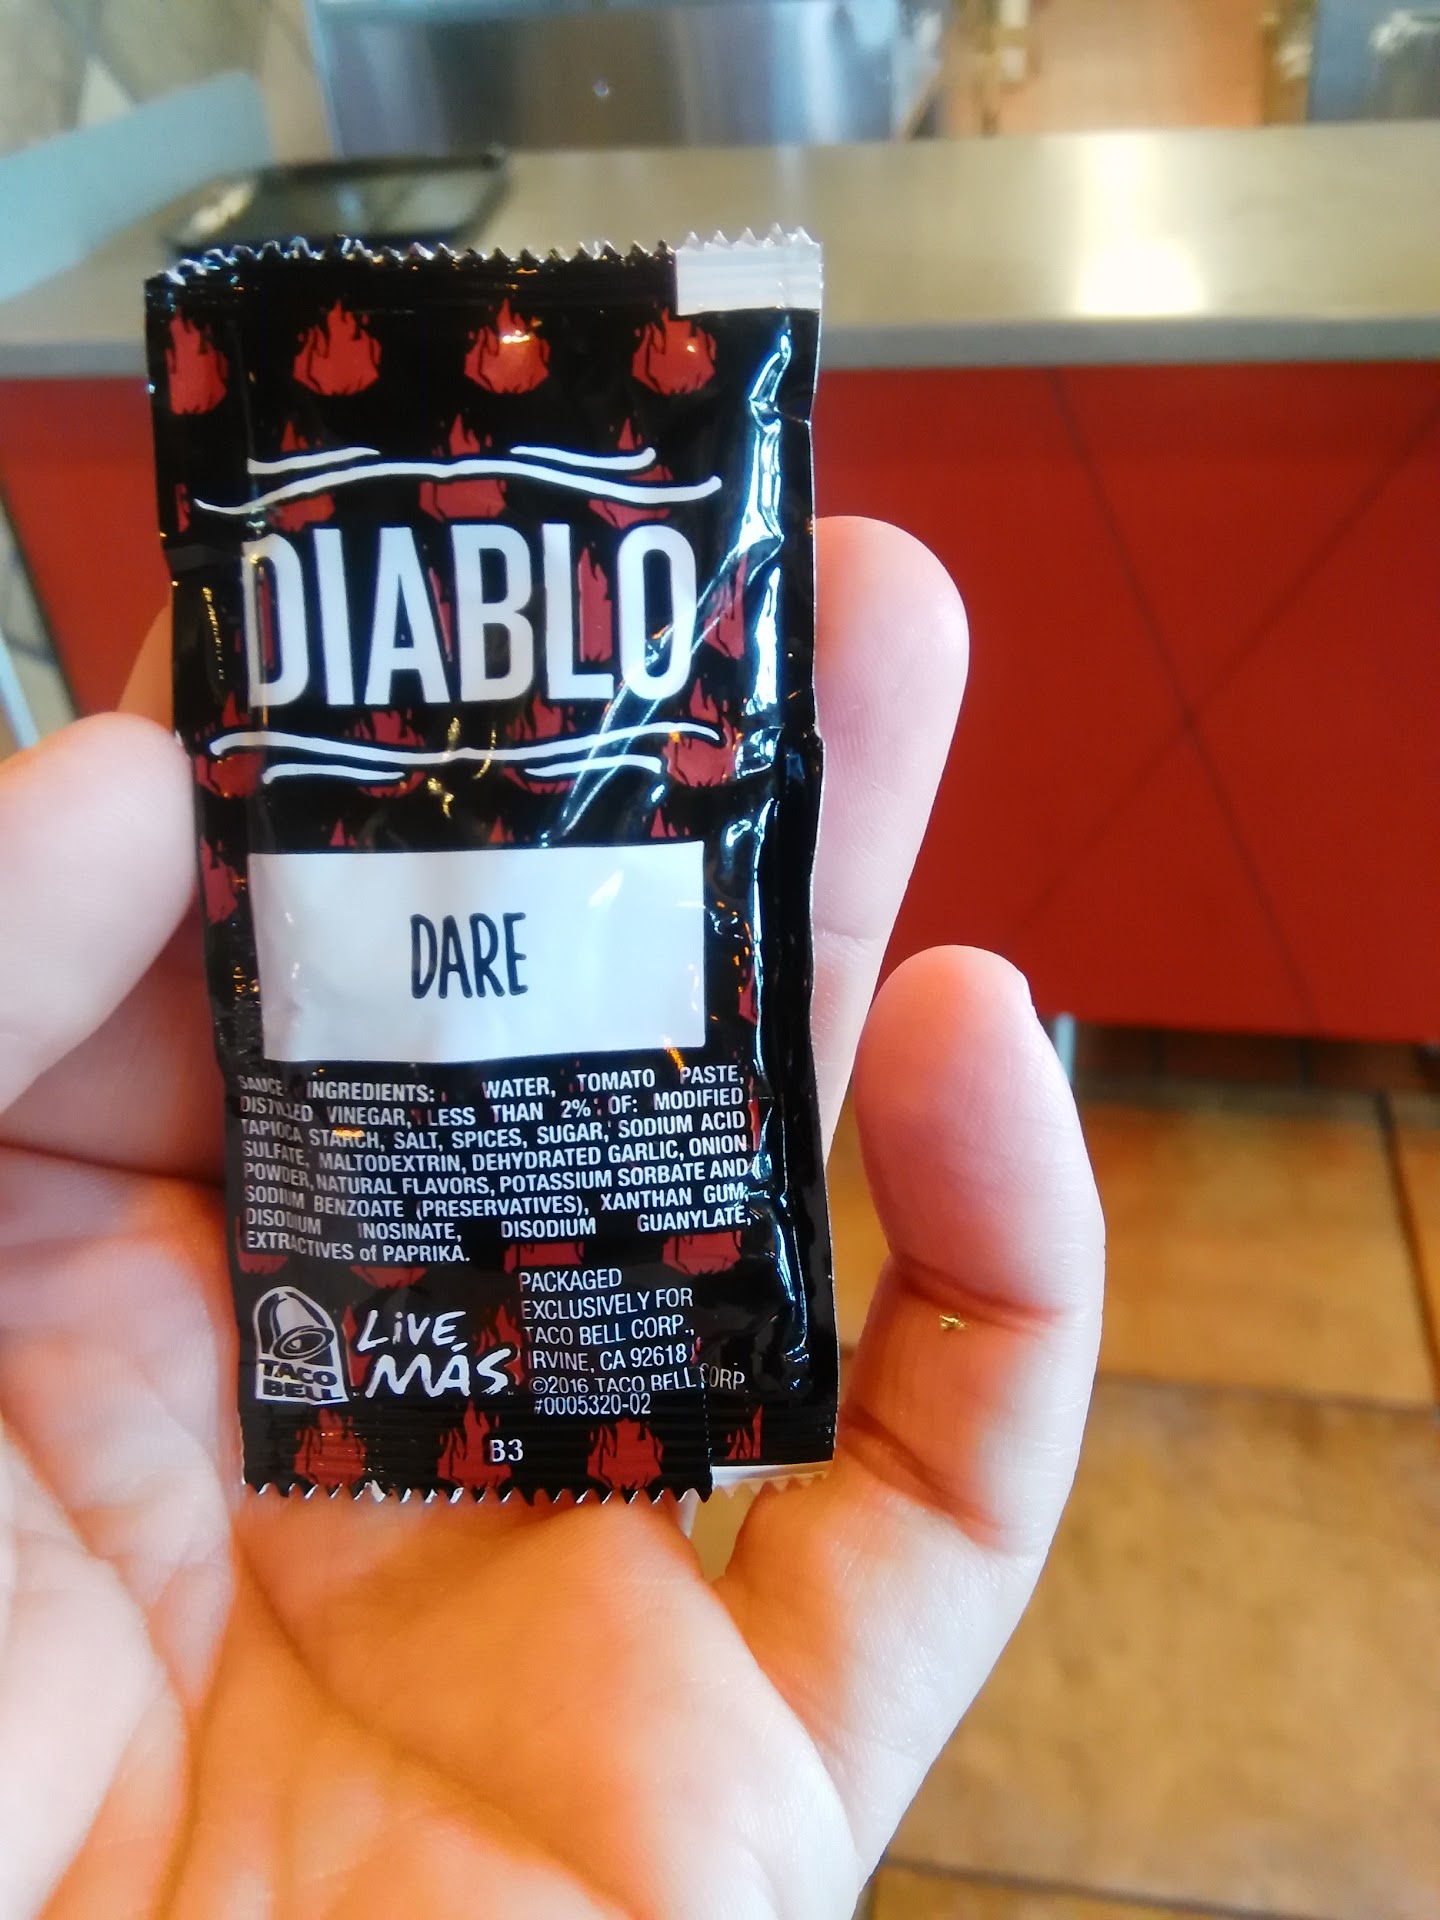 DIABLO
DARE
SAUCE INGREDIENTS: WATER, TOMATO PASTE,
DISTILLED VINEGAR, LESS THAN 2% OF: MODIFIED
TAPIOCA STARCH, SALT, SPICES, SUGAR, SODIUM ACID
SULFATE, MALTODEXTRIN, DEHYDRATED GARLIC, ONION
POWDER, NATURAL FLAVORS, POTASSIUM SORBATE AND
SODIUM BENZOATE (PRESERVATIVES), XANTHAN GUM,
DISODIUM INOSINATE, DISODIUM GUANYLATE,
EXTRACTIVES of PAPRIKA.
TACO
BELL
LiVE
MÁS
PACKAGED
EXCLUSIVELY FOR
TACO BELL CORP.,
IRVINE, CA 92618
©2016 TACO BELL CORP.
#0005320-02
B3